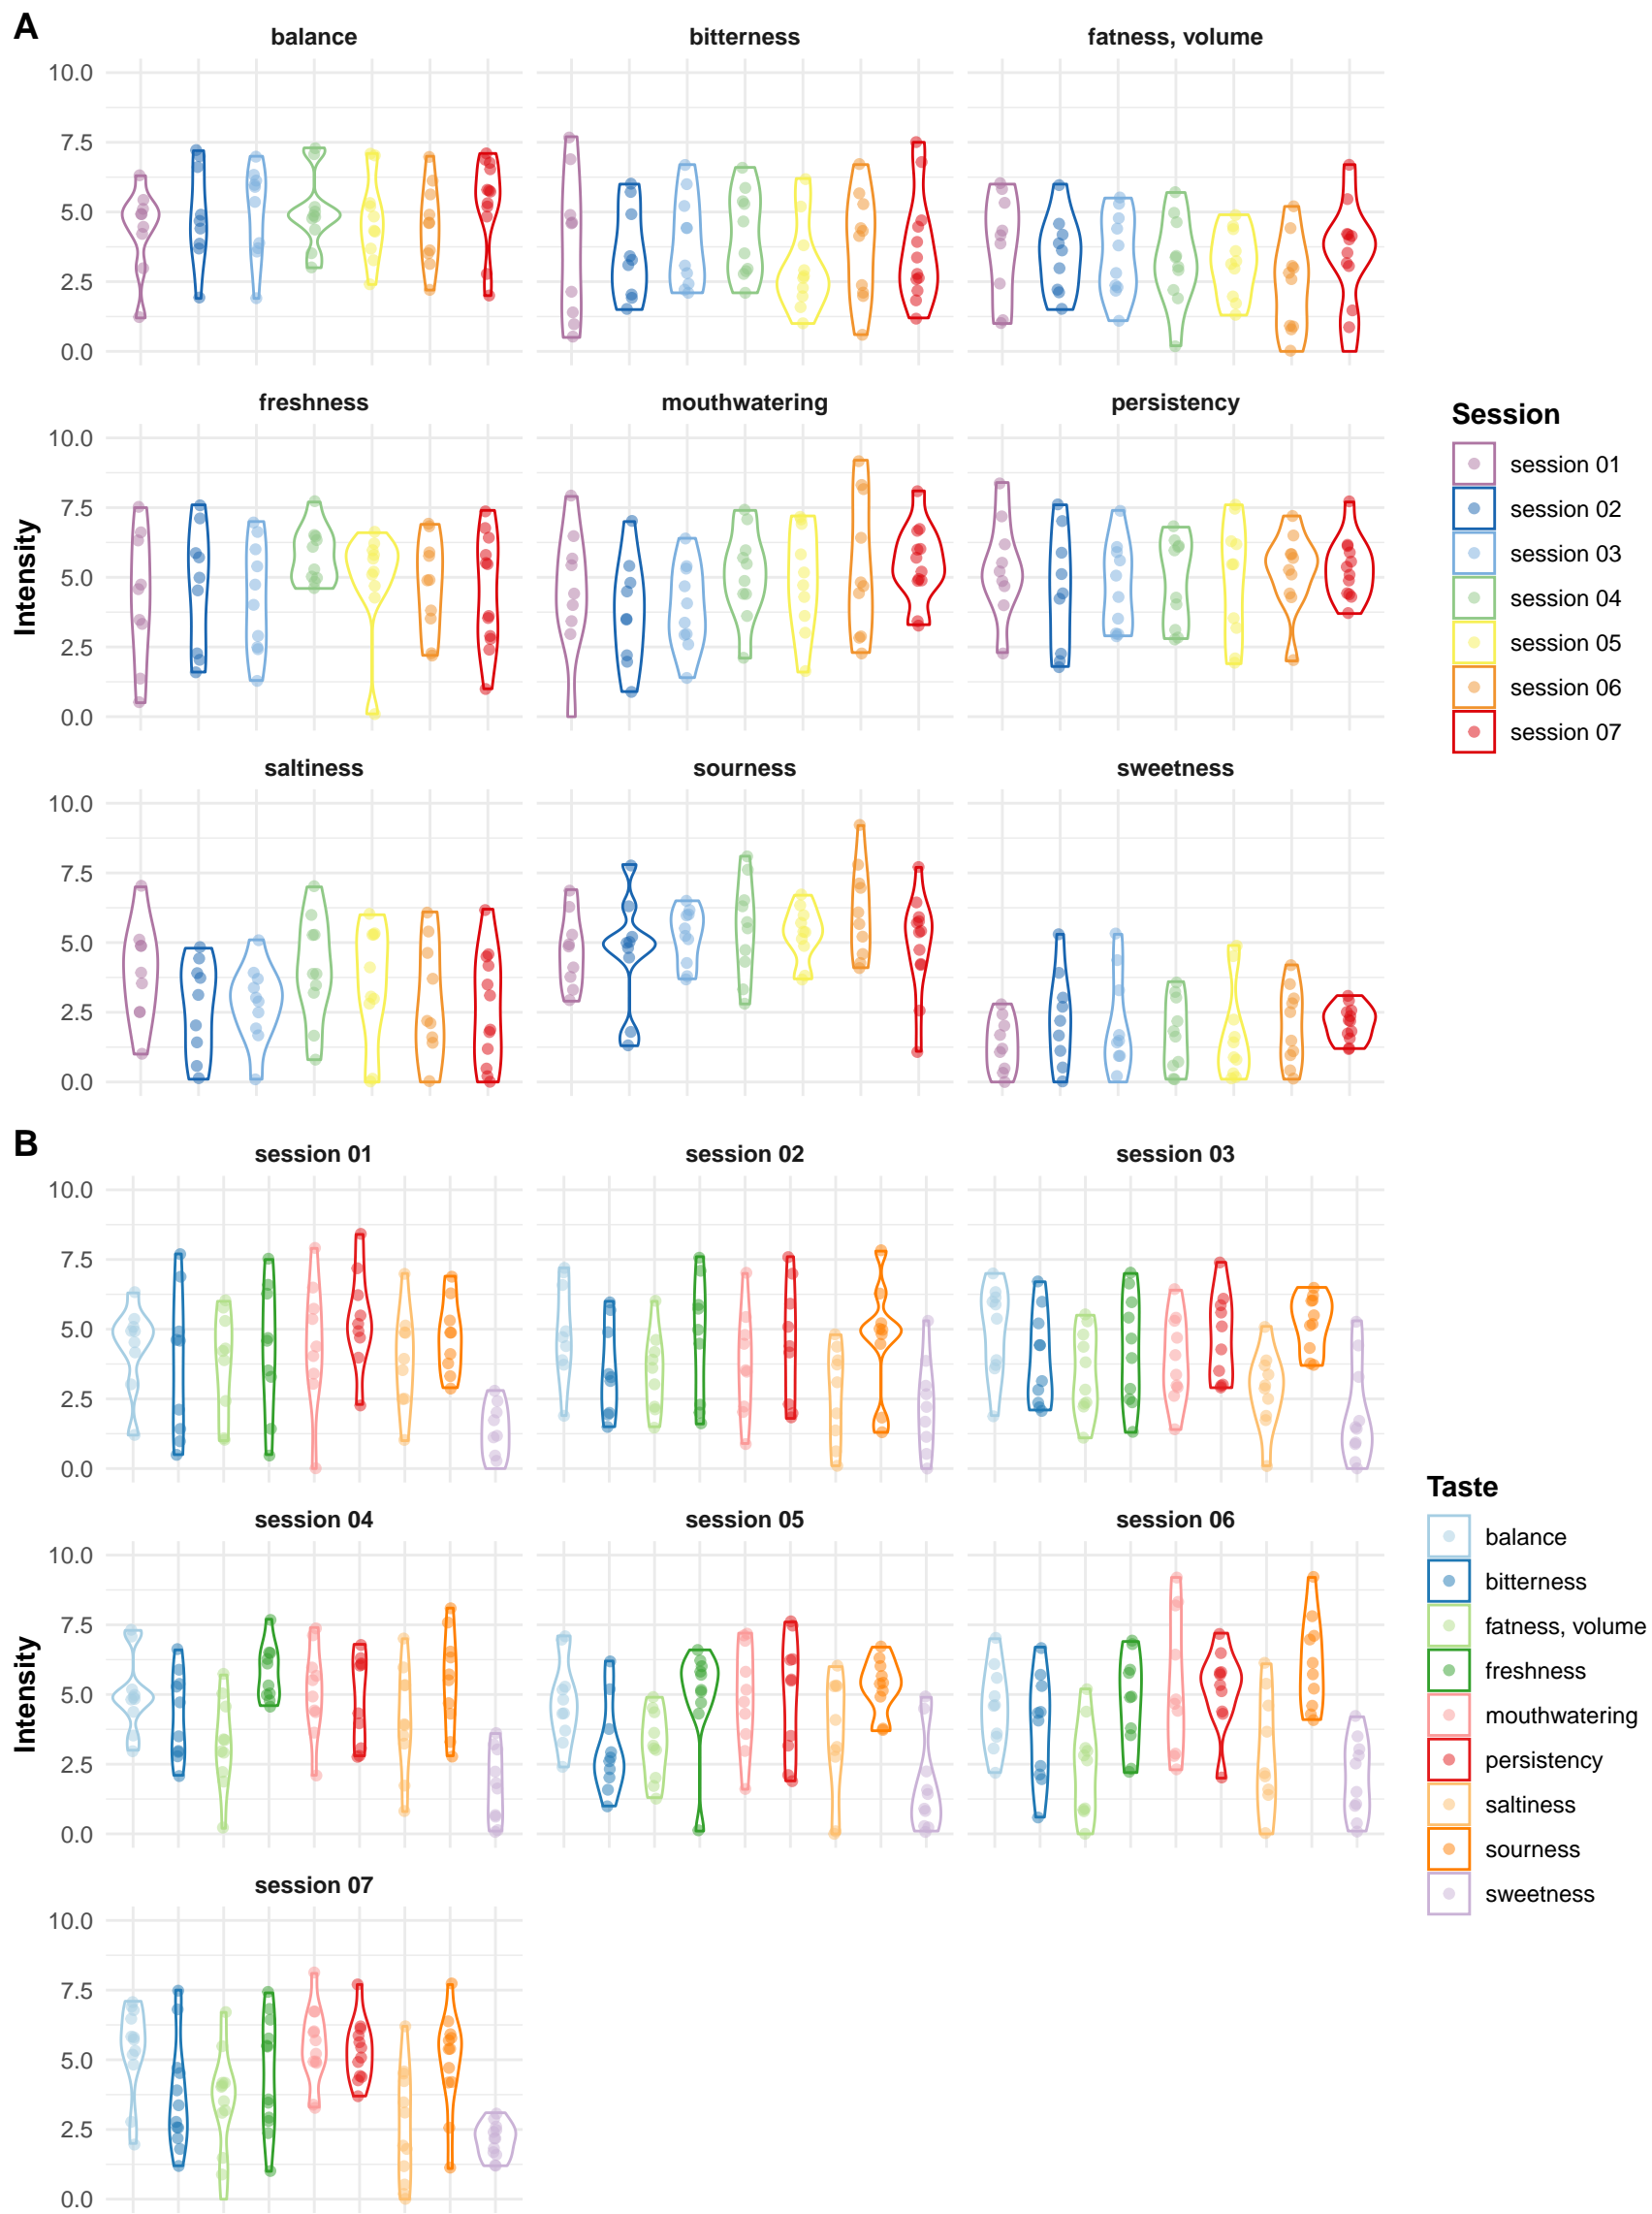 A
balance bitterness fatness, volume
10.0
7.5
5.0
2.5
0.0
freshness mouthwatering persistency
10.0
7.5
5.0
2.5
0.0
saltiness sourness sweetness
10.0
7.5
5.0
2.5
0.0
Intensity
Session
session 01
session 02
session 03
session 04
session 05
session 06
session 07
B
session 01 session 02 session 03
10.0
7.5
5.0
2.5
0.0
session 04 session 05 session 06
10.0
7.5
5.0
2.5
0.0
session 07
10.0
7.5
5.0
2.5
0.0
Intensity
Taste
balance
bitterness
fatness, volume
freshness
mouthwatering
persistency
saltiness
sourness
sweetness